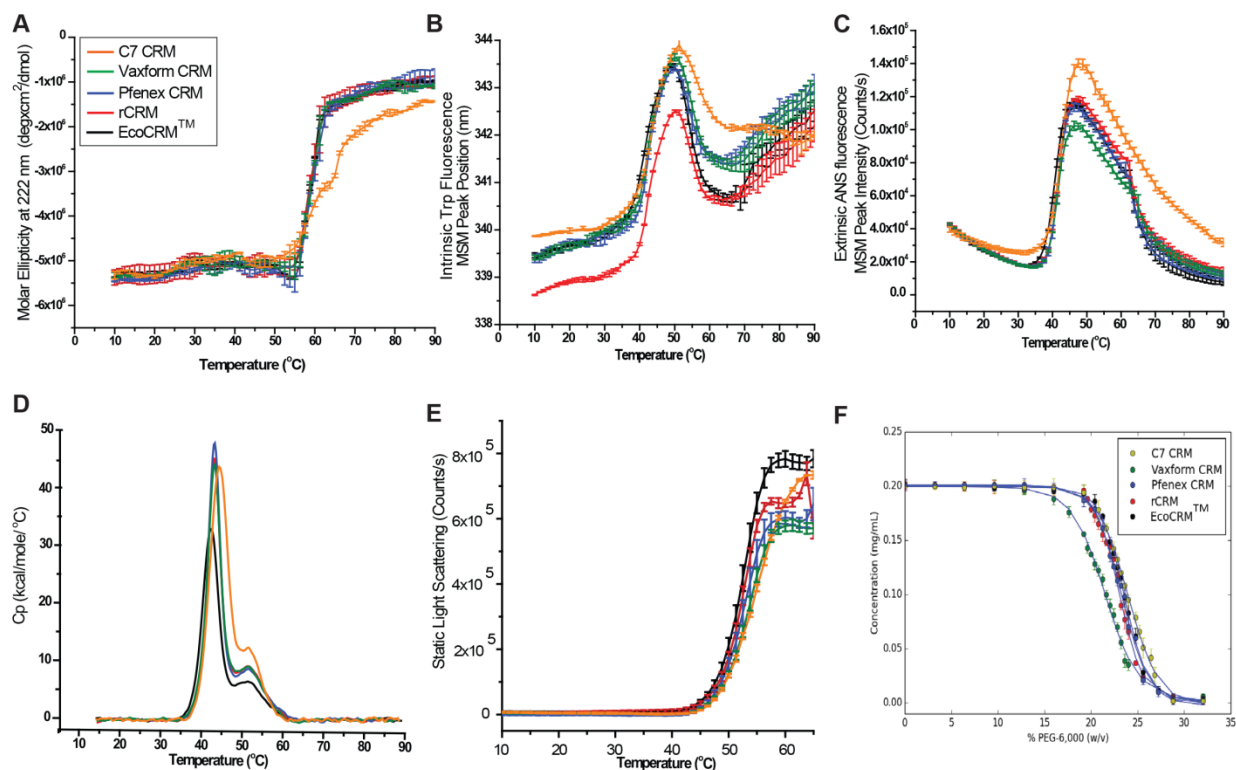 A
Molar Ellipticity at 222 nm (degxcm²/dmol)
0
-1x10⁶
-2x10⁶
-3x10⁶
-4x10⁶
-5x10⁶
-6x10⁶
C7 CRM
Vaxform CRM
Pfenex CRM
rCRM
EcoCRM™
0 10 20 30 40 50 60 70 80 90
Temperature (°C)
B
Intrinsic Trp Fluorescence
MSM Peak Position (nm)
344
343
342
341
340
339
338
0 10 20 30 40 50 60 70 80 90
Temperature (°C)
C
Extrinsic ANS fluorescence
MSM Peak Intensity (Counts/s)
1.6x10⁵
1.4x10⁵
1.2x10⁵
1.0x10⁵
8.0x10⁴
6.0x10⁴
4.0x10⁴
2.0x10⁴
0.0
0 10 20 30 40 50 60 70 80 90
Temperature (°C)
D
Cp (kcal/mole/°C)
50
40
30
20
10
0
10 20 30 40 50 60 70 80 90
Temperature (°C)
E
Static Light Scattering (Counts/s)
8x10⁵
6x10⁵
4x10⁵
2x10⁵
0
10 20 30 40 50 60
Temperature (°C)
F
Concentration (mg/mL)
0.25
0.20
0.15
0.10
0.05
0.00
C7 CRM
Vaxform CRM
Pfenex CRM
rCRM
EcoCRM™
0 5 10 15 20 25 30 35
% PEG-6,000 (w/v)